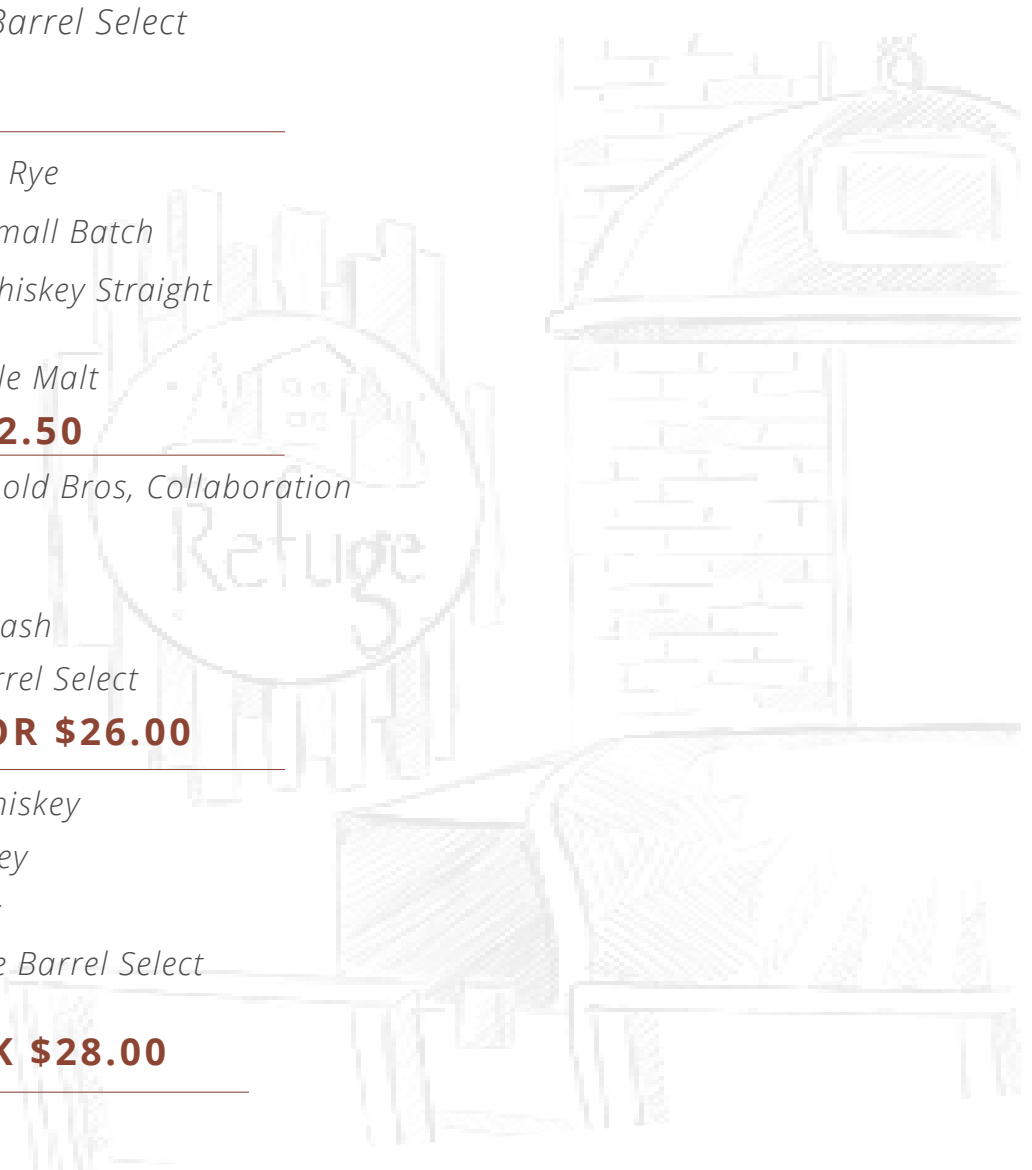 Barrel Select
Rye
mall Batch
hiskey Straight
le Malt
2.50
old Bros, Collaboration
Refuge
ash
rrel Select
OR $26.00
hiskey
ey
e Barrel Select
K $28.00